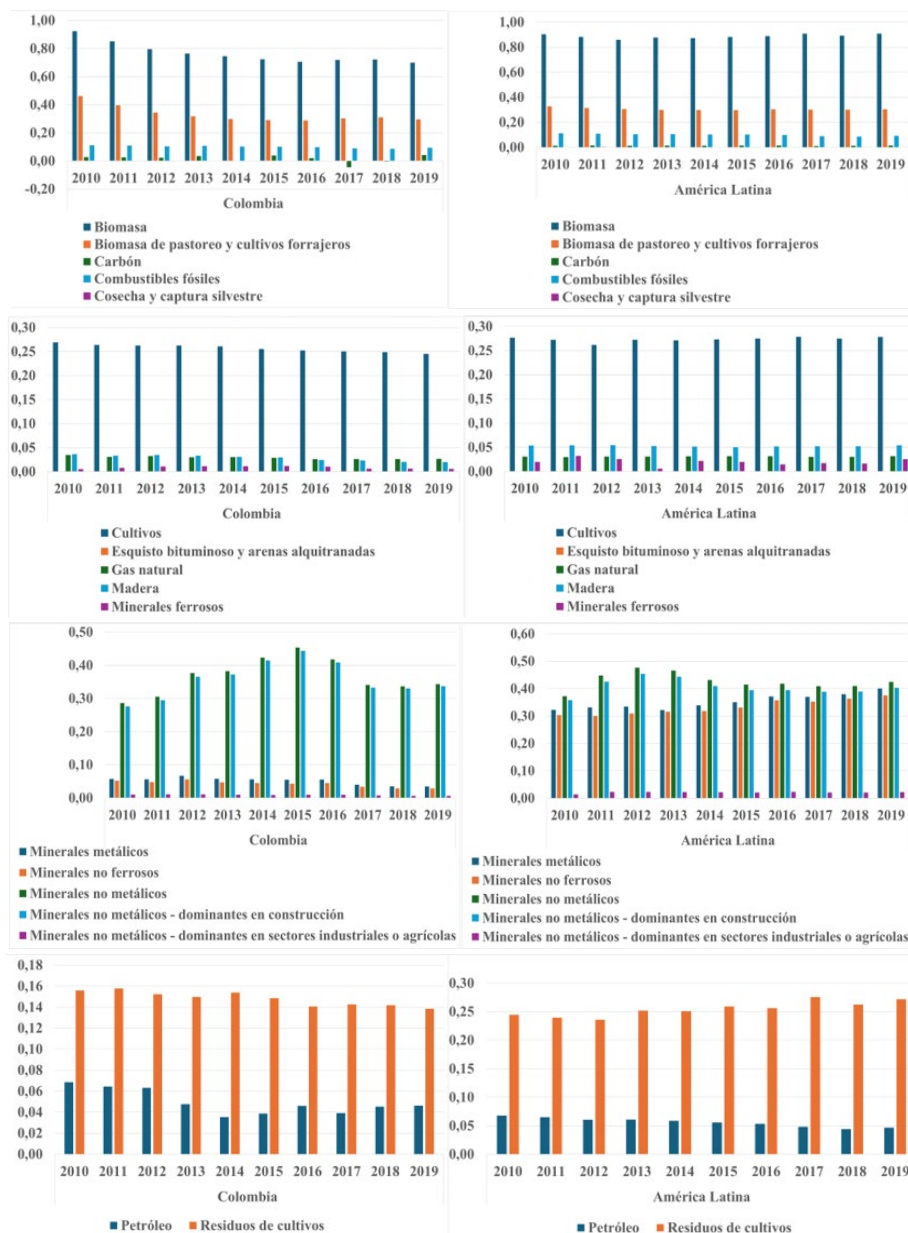 1,00
0,80
0,60
0,40
0,20
0,00
-0,20
2010 2011 2012 2013 2014 2015 2016 2017 2018 2019
Colombia
Biomasa
Biomasa de pastoreo y cultivos forrajeros
Carbón
Combustibles fósiles
Cosecha y captura silvestre
1,00
0,80
0,60
0,40
0,20
0,00
2010 2011 2012 2013 2014 2015 2016 2017 2018 2019
América Latina
Biomasa
Biomasa de pastoreo y cultivos forrajeros
Carbón
Combustibles fósiles
Cosecha y captura silvestre
0,30
0,25
0,20
0,15
0,10
0,05
0,00
2010 2011 2012 2013 2014 2015 2016 2017 2018 2019
Colombia
Cultivos
Esquisto bituminoso y arenas alquitranadas
Gas natural
Madera
Minerales ferrosos
0,30
0,25
0,20
0,15
0,10
0,05
0,00
2010 2011 2012 2013 2014 2015 2016 2017 2018 2019
América Latina
Cultivos
Esquisto bituminoso y arenas alquitranadas
Gas natural
Madera
Minerales ferrosos
0,50
0,40
0,30
0,20
0,10
0,00
2010 2011 2012 2013 2014 2015 2016 2017 2018 2019
Colombia
Minerales metálicos
Minerales no ferrosos
Minerales no metálicos
Minerales no metálicos - dominantes en construcción
Minerales no metálicos - dominantes en sectores industriales o agrícolas
0,60
0,50
0,40
0,30
0,20
0,10
0,00
2010 2011 2012 2013 2014 2015 2016 2017 2018 2019
América Latina
Minerales metálicos
Minerales no ferrosos
Minerales no metálicos
Minerales no metálicos - dominantes en construcción
Minerales no metálicos - dominantes en sectores industriales o agrícolas
0,18
0,16
0,14
0,12
0,10
0,08
0,06
0,04
0,02
0,00
2010 2011 2012 2013 2014 2015 2016 2017 2018 2019
Colombia
Petróleo Residuos de cultivos
0,30
0,25
0,20
0,15
0,10
0,05
0,00
2010 2011 2012 2013 2014 2015 2016 2017 2018 2019
América Latina
Petróleo Residuos de cultivos